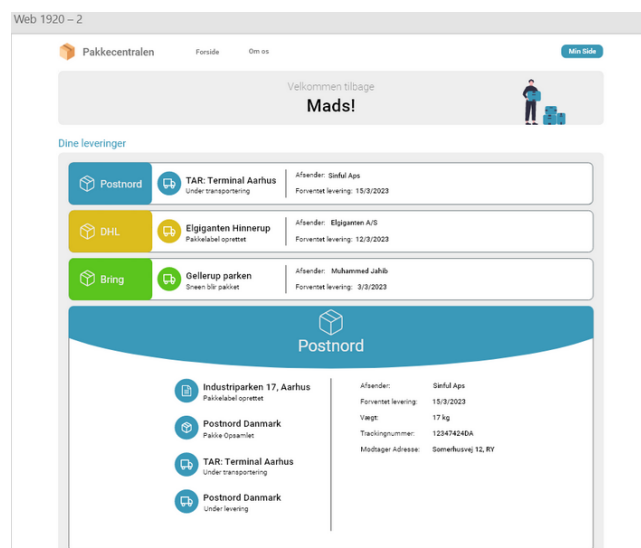 Web 1920 – 2
Pakkecentralen Forside Om os Min Side
Velkommen tilbage
Mads!
Dine leveringer
Postnord
TAR: Terminal Aarhus
Under transportering
Afsender: Sinful Aps
Forventet levering: 15/3/2023
DHL
Elgiganten Hinnerup
Pakkelabel oprettet
Afsender: Elgiganten A/S
Forventet levering: 12/3/2023
Bring
Gellerup parken
Sneen blir pakket
Afsender: Muhammed Jahib
Forventet levering: 3/3/2023
Postnord
Industriparken 17, Aarhus
Pakkelabel oprettet
Postnord Danmark
Pakke Opsamlet
TAR: Terminal Aarhus
Under transportering
Postnord Danmark
Under levering
Afsender: Sinful Aps
Forventet levering: 15/3/2023
Vægt: 17 kg
Trackingnummer: 12347424DA
Modtager Adresse: Somerhusvej 12, RY